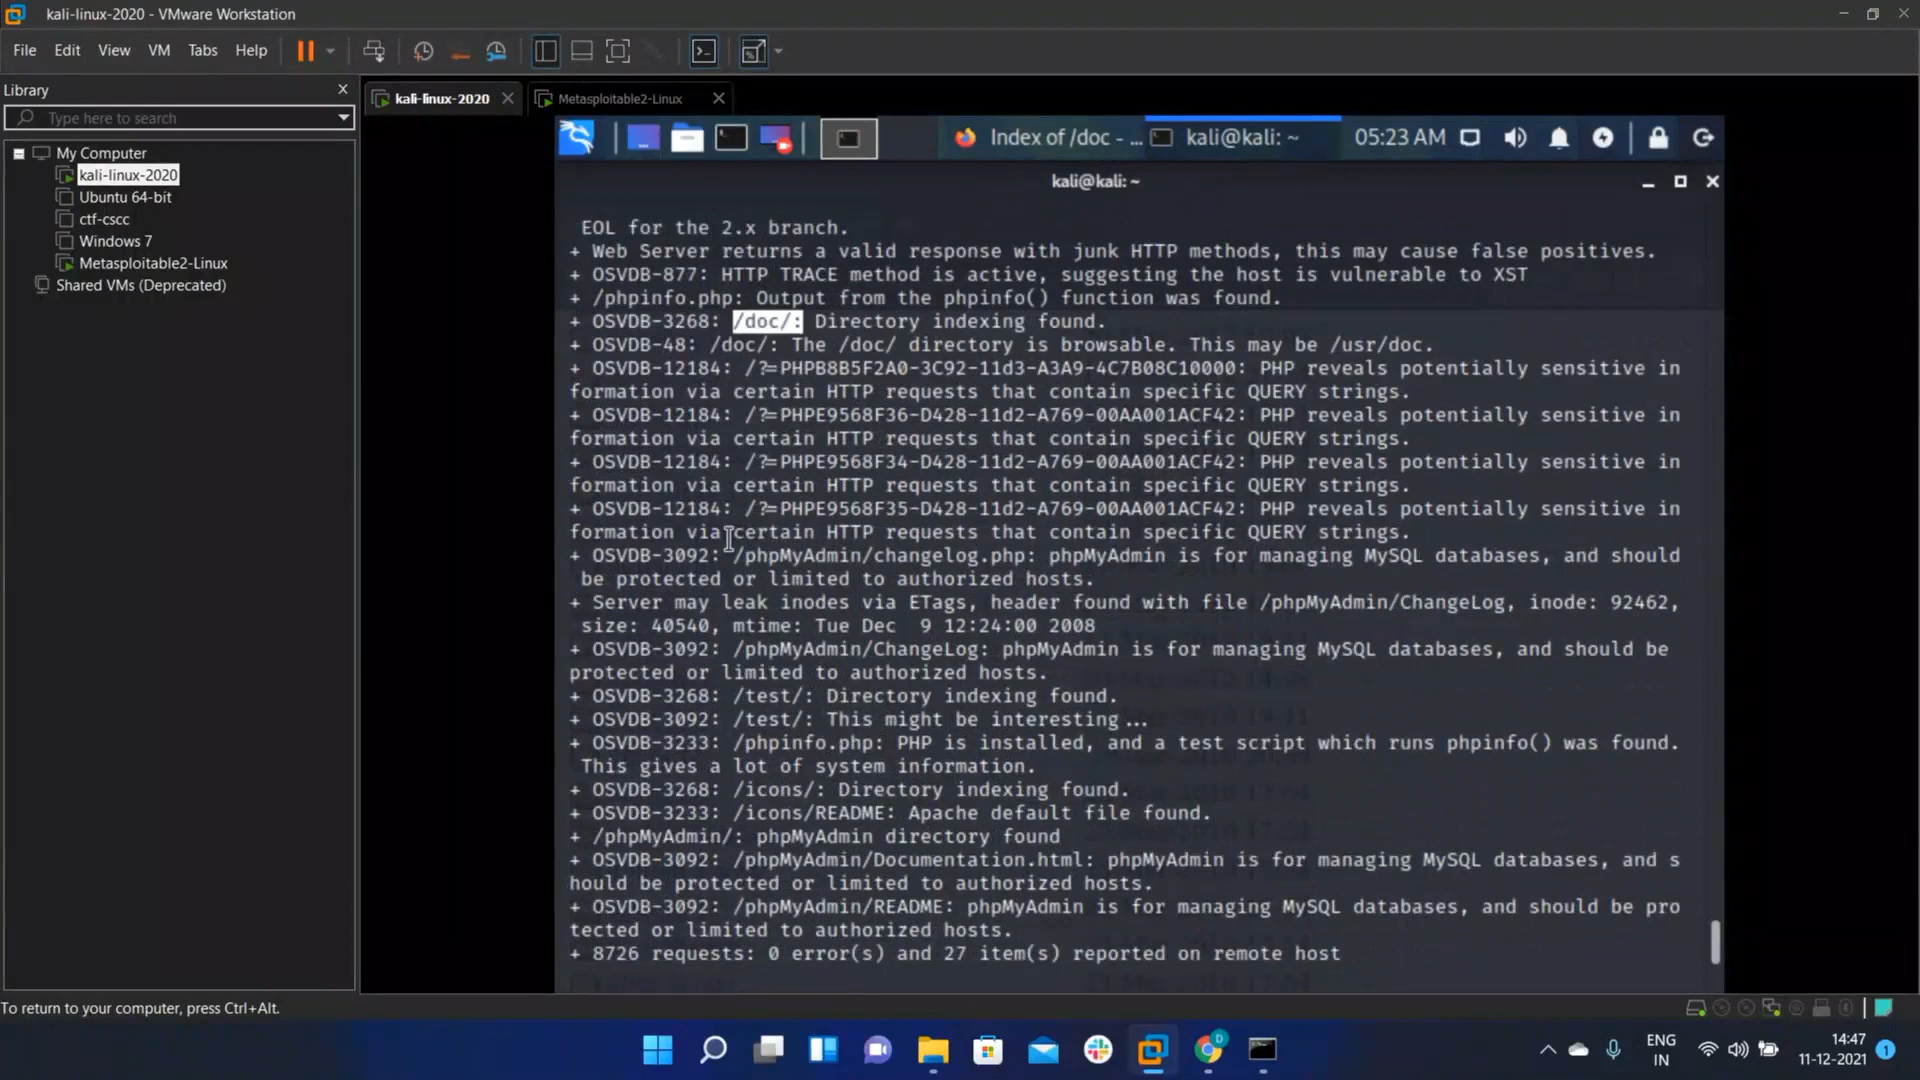 kali-linux-2020 - VMware Workstation
File Edit View VM Tabs Help
Library
Type here to search
My Computer
kali-linux-2020
Ubuntu 64-bit
ctf-cscc
Windows 7
Metasploitable2-Linux
Shared VMs (Deprecated)
kali-linux-2020 Metasploitable2-Linux
Index of /doc - ... kali@kali: ~ 05:23 AM
kali@kali: ~
EOL for the 2.x branch.
+ Web Server returns a valid response with junk HTTP methods, this may cause false positives.
+ OSVDB-877: HTTP TRACE method is active, suggesting the host is vulnerable to XST
+ /phpinfo.php: Output from the phpinfo() function was found.
+ OSVDB-3268: /doc/: Directory indexing found.
+ OSVDB-48: /doc/: The /doc/ directory is browsable. This may be /usr/doc.
+ OSVDB-12184: /?=PHPB8B5F2A0-3C92-11d3-A3A9-4C7B08C10000: PHP reveals potentially sensitive in
formation via certain HTTP requests that contain specific QUERY strings.
+ OSVDB-12184: /?=PHPE9568F36-D428-11d2-A769-00AA001ACF42: PHP reveals potentially sensitive in
formation via certain HTTP requests that contain specific QUERY strings.
+ OSVDB-12184: /?=PHPE9568F34-D428-11d2-A769-00AA001ACF42: PHP reveals potentially sensitive in
formation via certain HTTP requests that contain specific QUERY strings.
+ OSVDB-12184: /?=PHPE9568F35-D428-11d2-A769-00AA001ACF42: PHP reveals potentially sensitive in
formation via certain HTTP requests that contain specific QUERY strings.
+ OSVDB-3092: /phpMyAdmin/changelog.php: phpMyAdmin is for managing MySQL databases, and should
be protected or limited to authorized hosts.
+ Server may leak inodes via ETags, header found with file /phpMyAdmin/ChangeLog, inode: 92462,
size: 40540, mtime: Tue Dec 9 12:24:00 2008
+ OSVDB-3092: /phpMyAdmin/ChangeLog: phpMyAdmin is for managing MySQL databases, and should be
protected or limited to authorized hosts.
+ OSVDB-3268: /test/: Directory indexing found.
+ OSVDB-3092: /test/: This might be interesting...
+ OSVDB-3233: /phpinfo.php: PHP is installed, and a test script which runs phpinfo() was found.
This gives a lot of system information.
+ OSVDB-3268: /icons/: Directory indexing found.
+ OSVDB-3233: /icons/README: Apache default file found.
+ /phpMyAdmin/: phpMyAdmin directory found
+ OSVDB-3092: /phpMyAdmin/Documentation.html: phpMyAdmin is for managing MySQL databases, and s
hould be protected or limited to authorized hosts.
+ OSVDB-3092: /phpMyAdmin/README: phpMyAdmin is for managing MySQL databases, and should be pro
tected or limited to authorized hosts.
+ 8726 requests: 0 error(s) and 27 item(s) reported on remote host
To return to your computer, press Ctrl+Alt.
ENG
IN
14:47
11-12-2021
1